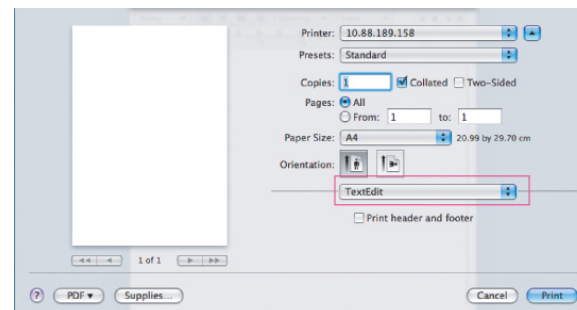 Printer: 10.88.189.158
Presets: Standard
Copies: 1 Collated Two-Sided
Pages: All
From: 1 to: 1
Paper Size: A4 20.99 by 29.70 cm
Orientation:
TextEdit
Print header and footer
1 of 1
? PDF Supplies... Cancel Print